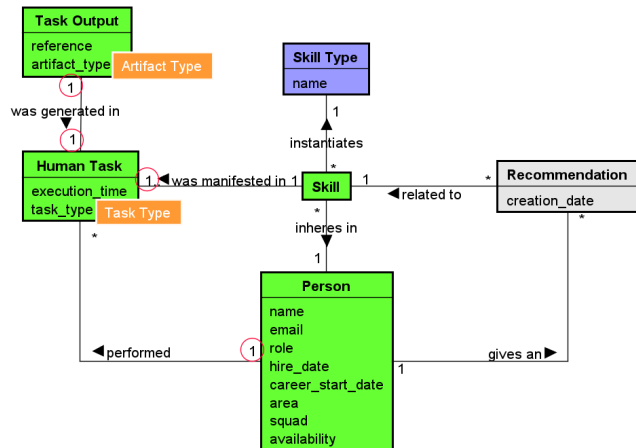 Task Output
reference
artifact_type
Artifact Type
1
was generated in
1
Human Task
execution_time
task_type
Task Type
*
1
was manifested in
1
Skill Type
name
1
instantiates
*
Skill
*
1
related to
*
Recommendation
creation_date
*
inheres in
1
Person
name
email
role
hire_date
career_start_date
area
squad
availability
performed
1
1
gives an